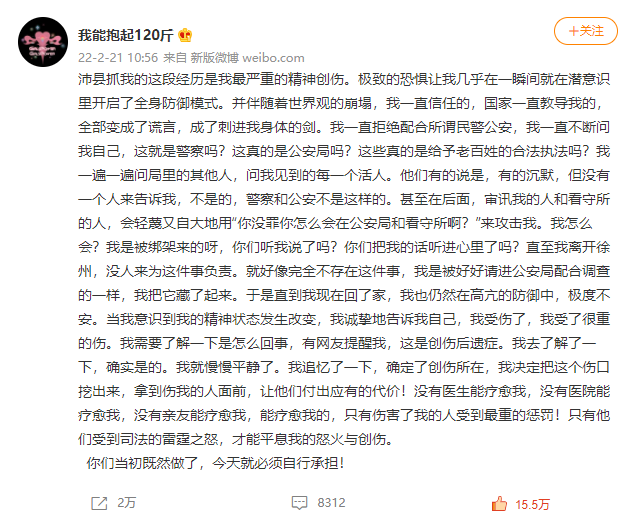 我能抱起120斤
+关注
22-2-21 10:56 来自 新版微博 weibo.com
沛县抓我的这段经历是我最严重的精神创伤。极致的恐惧让我几乎在一瞬间就在潜意识
里开启了全身防御模式。并伴随着世界观的崩塌，我一直信任的，国家一直教导我的，
全部变成了谎言，成了刺进我身体的剑。我一直拒绝配合所谓民警公安，我一直不断问
我自己，这就是警察吗？这真的是公安局吗？这些真的是给予老百姓的合法执法吗？我
一遍一遍问局里的其他人，问我见到的每一个活人。他们有的说是，有的沉默，但没有
一个人来告诉我，不是的，警察和公安不是这样的。甚至在后面，审讯我的人和看守所
的人，会轻蔑又自大地用“你没罪你怎么会在公安局和看守所啊？”来攻击我。我怎么
会？我是被绑架来的呀，你们听我说了吗？你们把我的话听进心里了吗？直至我离开徐
州，没人来为这件事负责。就好像完全不存在这件事，我是被好好请进公安局配合调查
的一样，我把它藏了起来。于是直到我现在回了家，我也仍然在高亢的防御中，极度不
安。当我意识到我的精神状态发生改变，我诚挚地告诉我自己，我受伤了，我受了很重
的伤。我需要了解一下是怎么回事，有网友提醒我，这是创伤后遗症。我去了解了一
下，确实是的。我就慢慢平静了。我追忆了一下，确定了创伤所在，我决定把这个伤口
挖出来，拿到伤我的人面前，让他们付出应有的代价！没有医生能疗愈我，没有医院能
疗愈我，没有亲友能疗愈我，能疗愈我的，只有伤害了我的人受到最重的惩罚！只有他
们受到司法的雷霆之怒，才能平息我的怒火与创伤。
你们当初既然做了，今天就必须自行承担！
2万
8312
15.5万